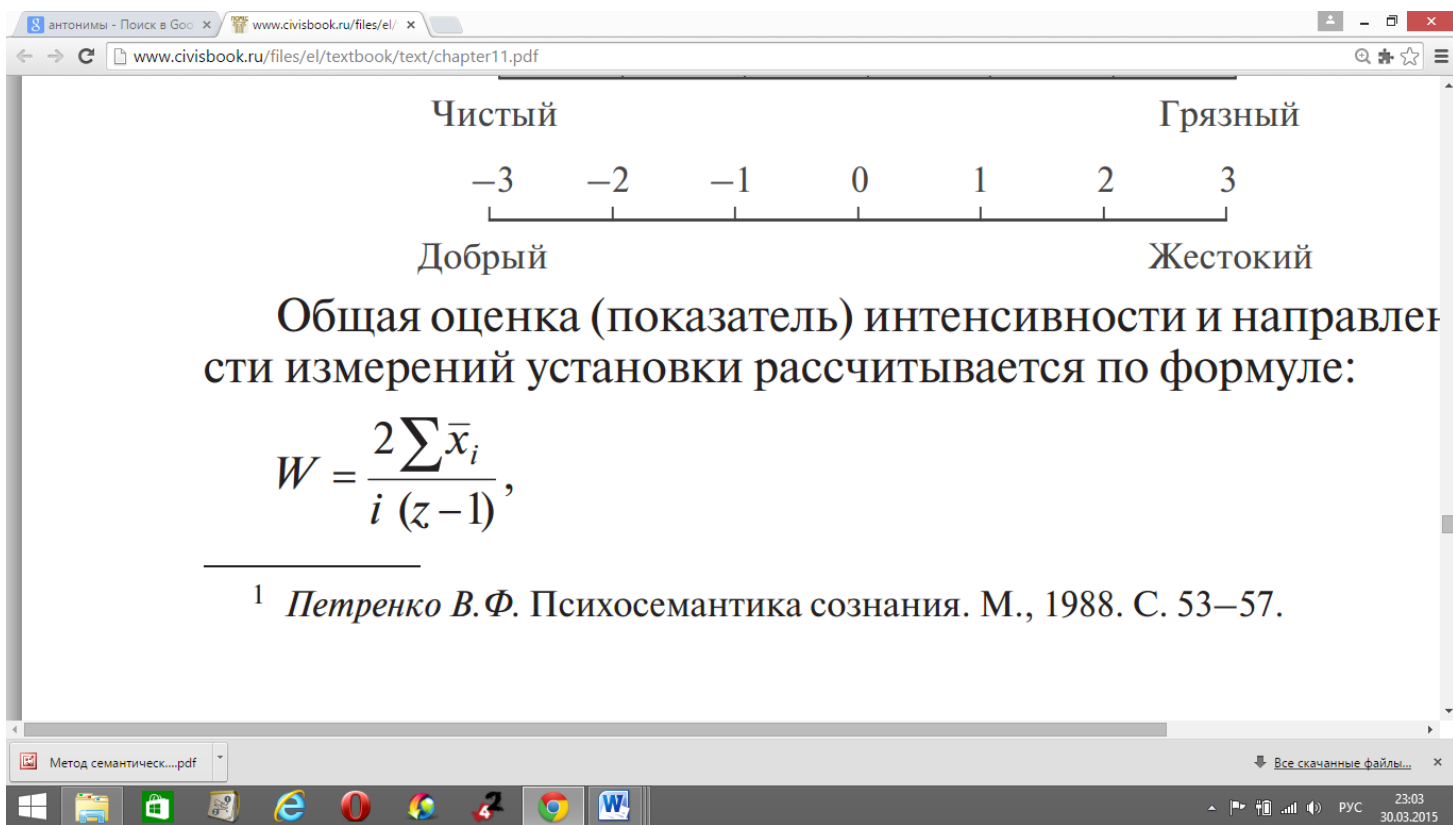 антонимы - Поиск в Goo
www.civisbook.ru/files/el/
www.civisbook.ru/files/el/textbook/text/chapter11.pdf
Чистый Грязный
–3 –2 –1 0 1 2 3
Добрый Жестокий
Общая оценка (показатель) интенсивности и направлен
сти измерений установки рассчитывается по формуле:
W = 2∑x̄ᵢ / i (z – 1),
1 Петренко В.Ф. Психосемантика сознания. М., 1988. С. 53–57.
Метод семантическ....pdf
Все скачанные файлы...
РУС
23:03
30.03.2015